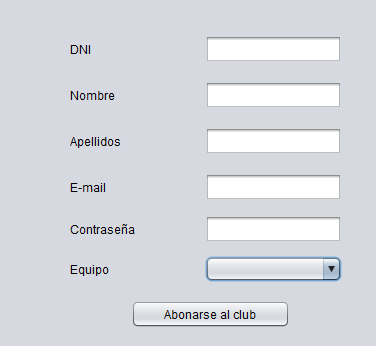 DNI
Nombre
Apellidos
E-mail
Contraseña
Equipo
Abonarse al club